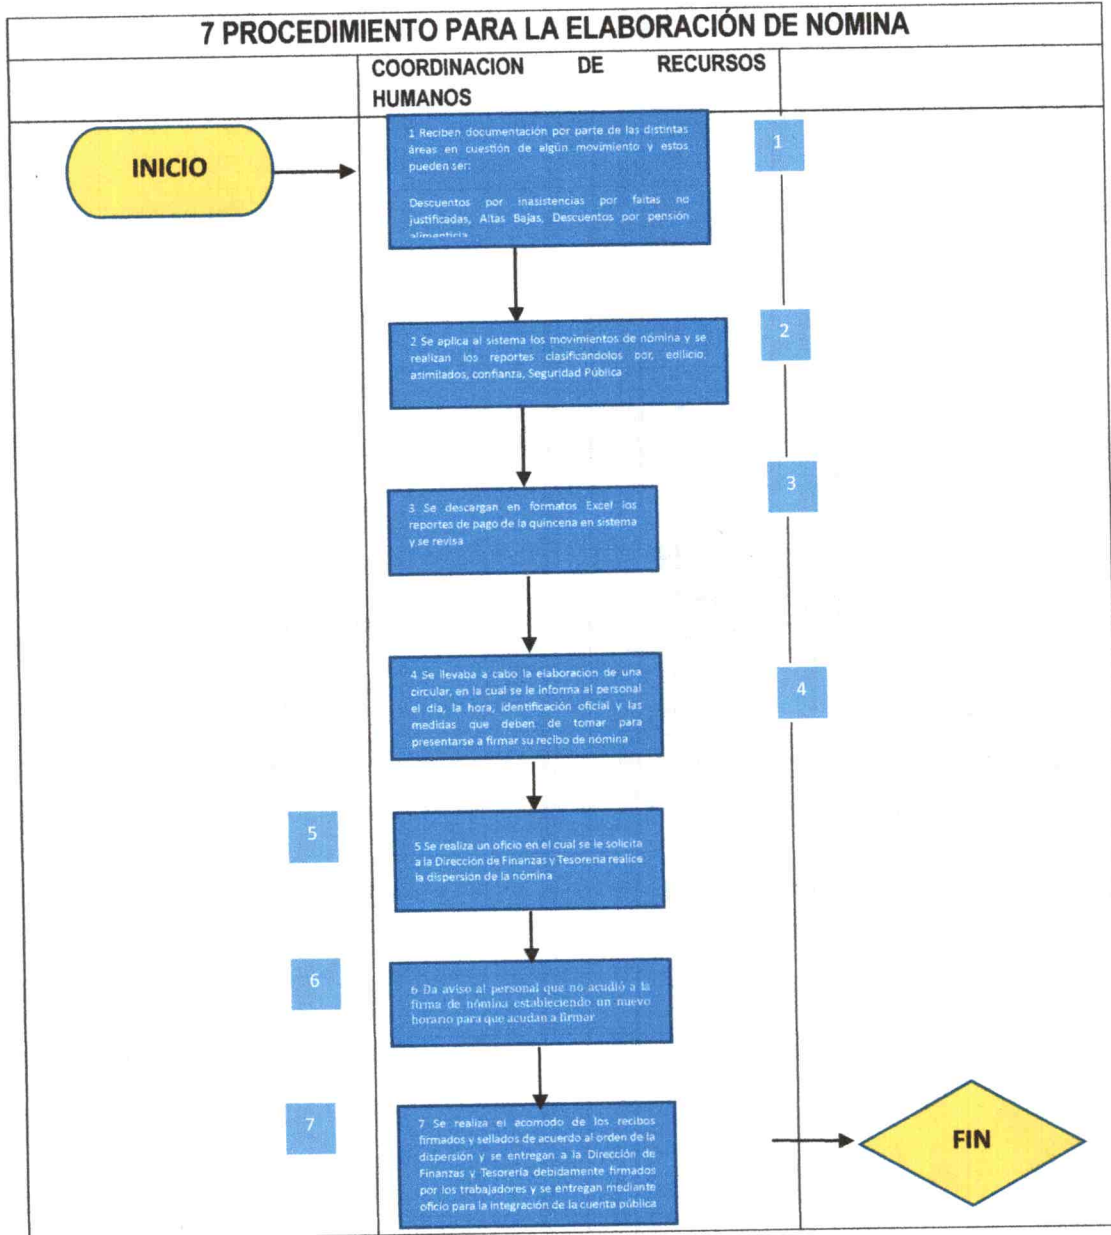 7 PROCEDIMIENTO PARA LA ELABORACIÓN DE NOMINA
COORDINACION DE RECURSOS
HUMANOS
INICIO
1 Reciben documentación por parte de las distintas
áreas en cuestión de algún movimiento y estos
pueden ser:
Descuentos por inasistencias por faltas no
justificadas, Altas Bajas, Descuentos por pensión
alimenticia
1
2 Se aplica al sistema los movimientos de nómina y se
realizan los reportes clasificándolos por, edilicio,
asimilados, confianza, Seguridad Pública
2
3 Se descargan en formatos Excel los
reportes de pago de la quincena en sistema
y se revisa
3
4 Se llevaba a cabo la elaboracion de una
circular, en la cual se le informa al personal
el día, la hora, identificación oficial y las
medidas que deben de tomar para
presentarse a firmar su recibo de nómina
4
5
5 Se realiza un oficio en el cual se le solicita
a la Dirección de Finanzas y Tesorería realice
la dispersión de la nómina
6
6 Da aviso al personal que no acudió a la
firma de nómina estableciendo un nuevo
horario para que acudan a firmar
7
7 Se realiza el acomodo de los recibos
firmados y sellados de acuerdo al orden de la
dispersión y se entregan a la Dirección de
Finanzas y Tesorería debidamente firmados
por los trabajadores y se entregan mediante
oficio para la integración de la cuenta pública
FIN